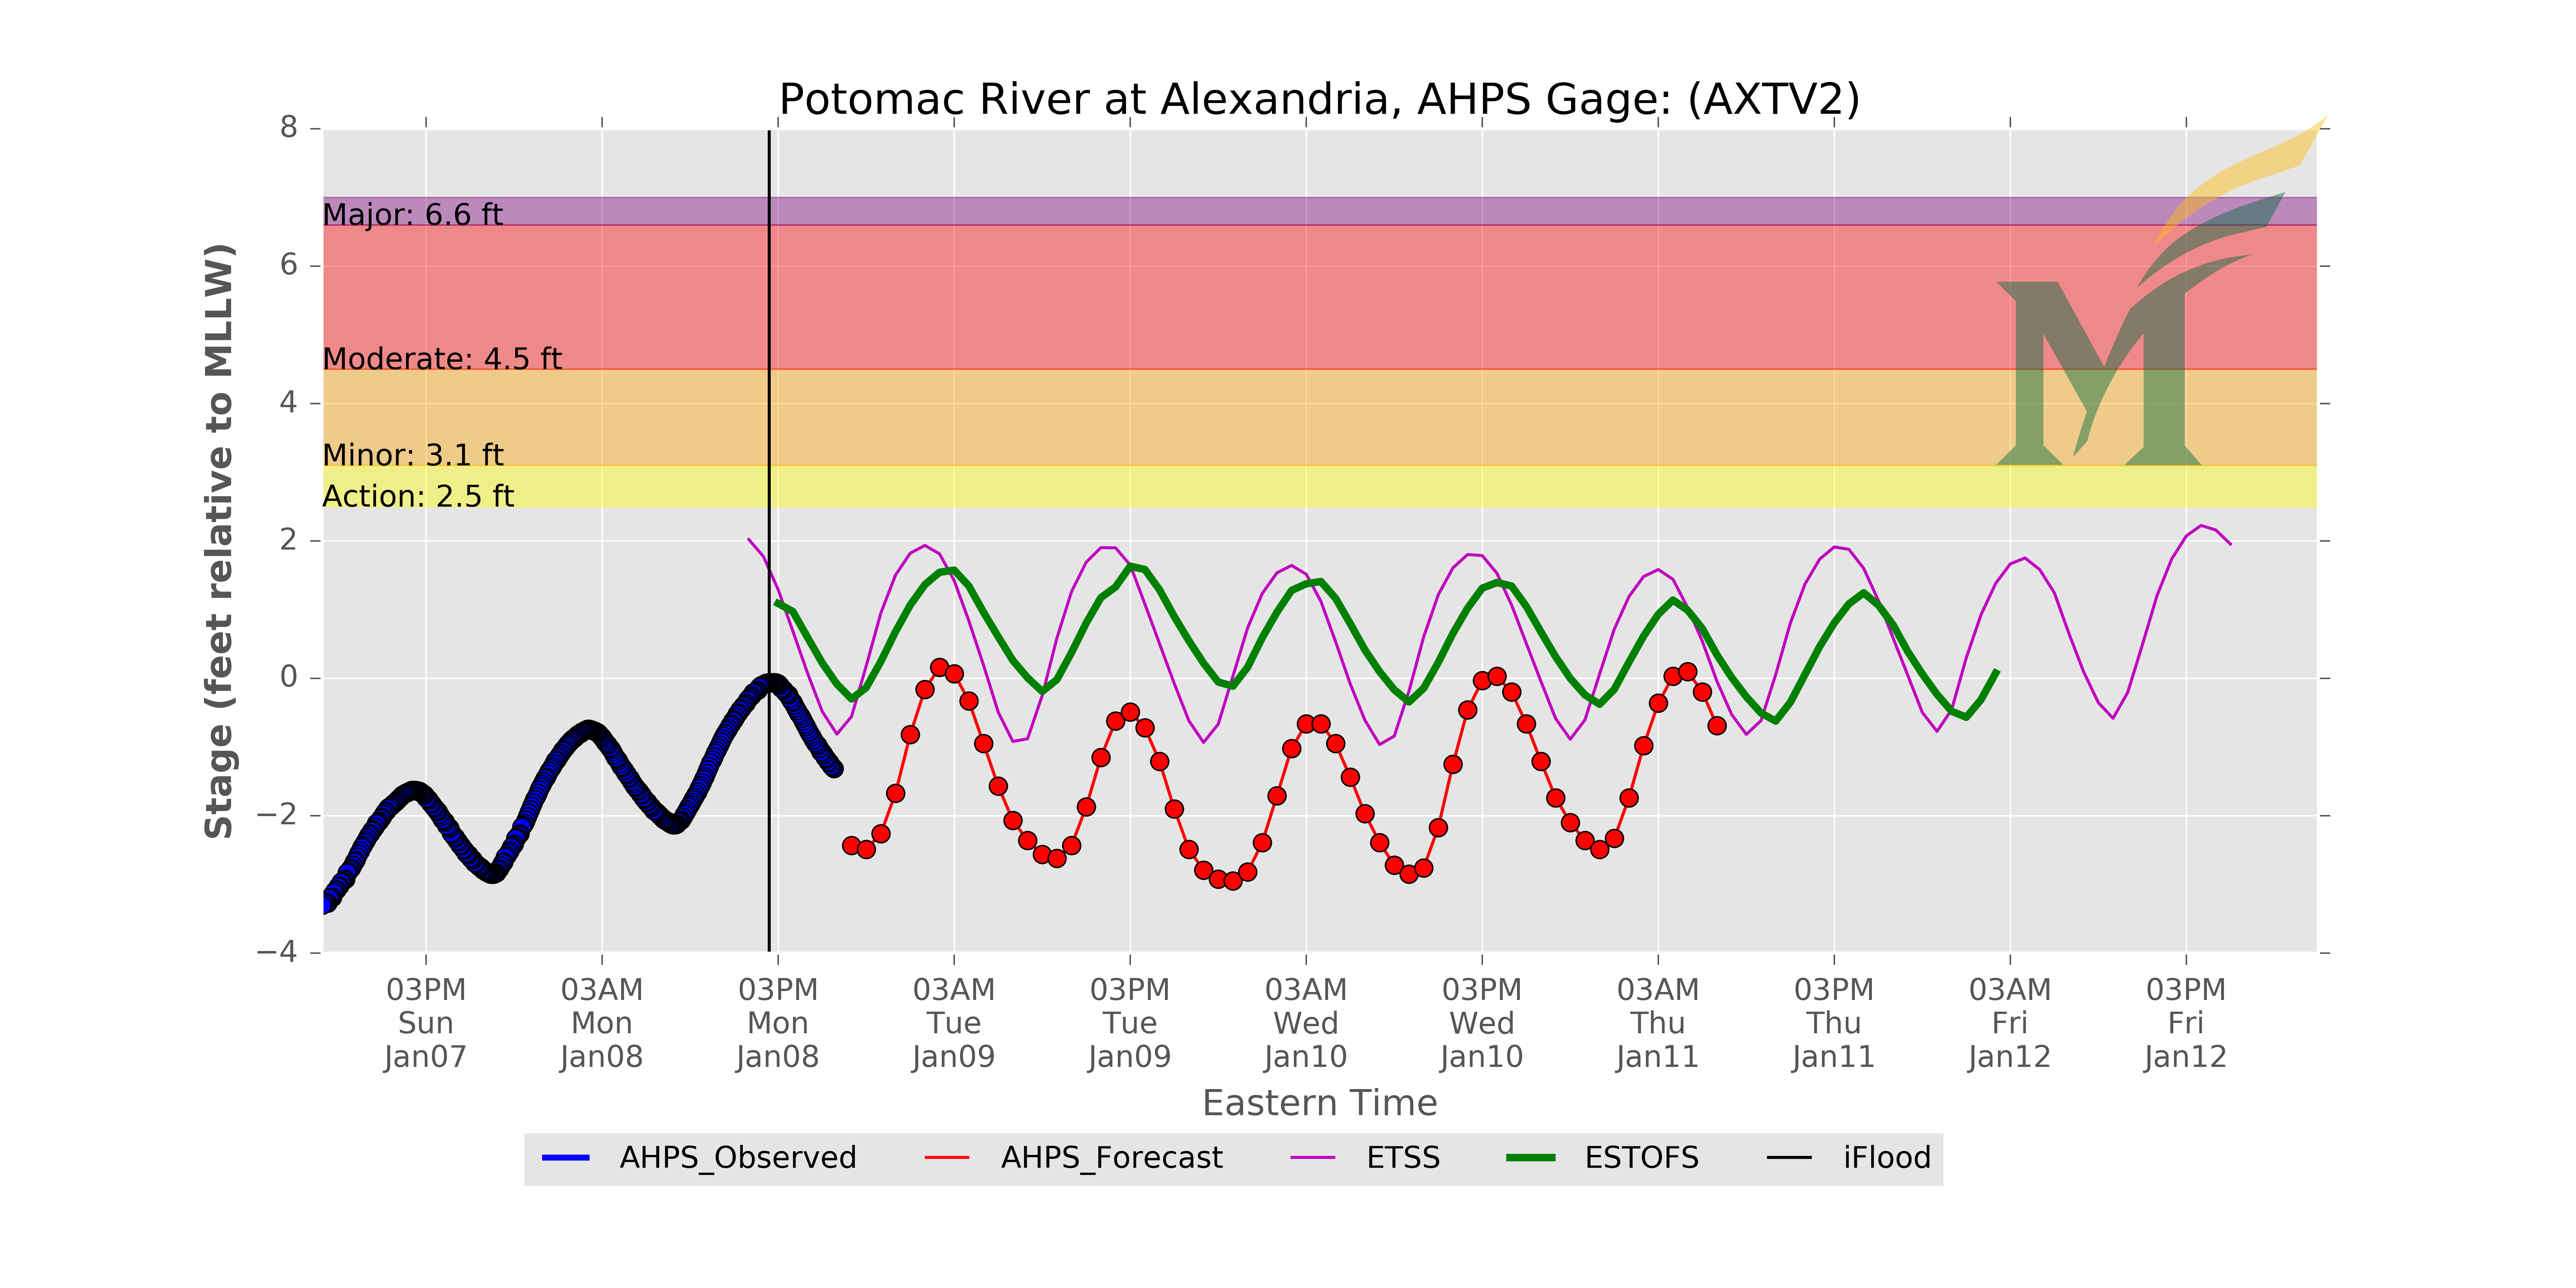 Potomac River at Alexandria, AHPS Gage: (AXTV2)
Stage (feet relative to MLLW)
8
6
4
2
0
−2
−4
Major: 6.6 ft
Moderate: 4.5 ft
Minor: 3.1 ft
Action: 2.5 ft
03PM Sun Jan07
03AM Mon Jan08
03PM Mon Jan08
03AM Tue Jan09
03PM Tue Jan09
03AM Wed Jan10
03PM Wed Jan10
03AM Thu Jan11
03PM Thu Jan11
03AM Fri Jan12
03PM Fri Jan12
Eastern Time
AHPS_Observed AHPS_Forecast ETSS ESTOFS iFlood
M